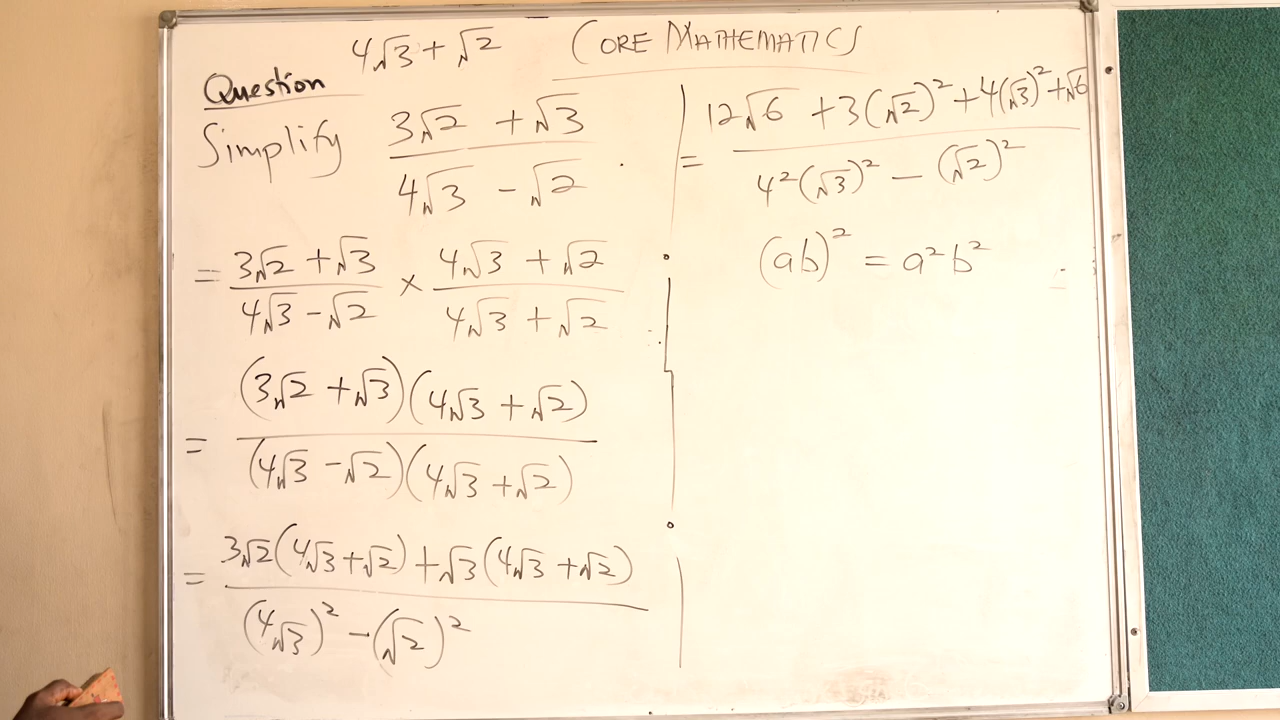 4√3 + √2
CORE MATHEMATICS
Question
Simplify (3√2 + √3)/(4√3 - √2) .
= (3√2 + √3)/(4√3 - √2) × (4√3 + √2)/(4√3 + √2)
= (3√2 + √3)(4√3 + √2)/(4√3 - √2)(4√3 + √2)
= 3√2(4√3 + √2) + √3(4√3 + √2)/(4√3)² - (√2)²
= 12√6 + 3(√2)² + 4(√3)² + √6/4²(√3)² - (√2)²
(ab)² = a²b²